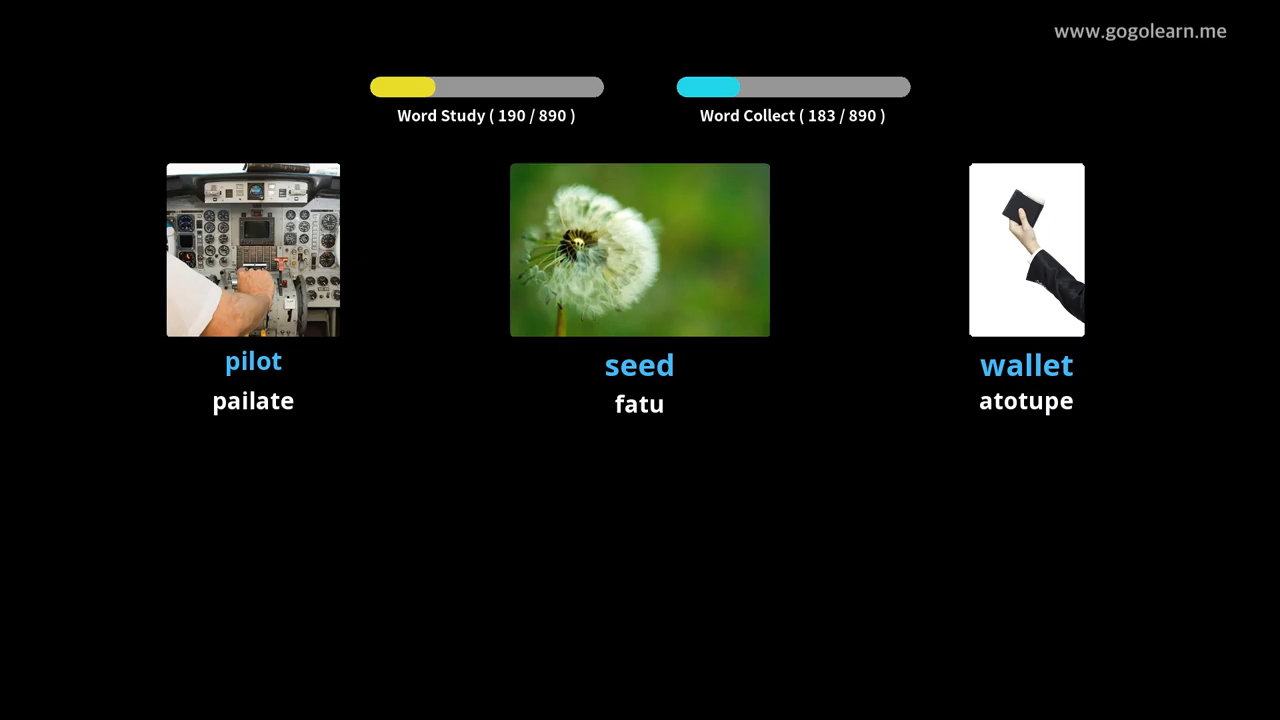 www.gogolearn.me
Word Study ( 190 / 890 )
Word Collect ( 183 / 890 )
pilot
pailate
seed
fatu
wallet
atotupe